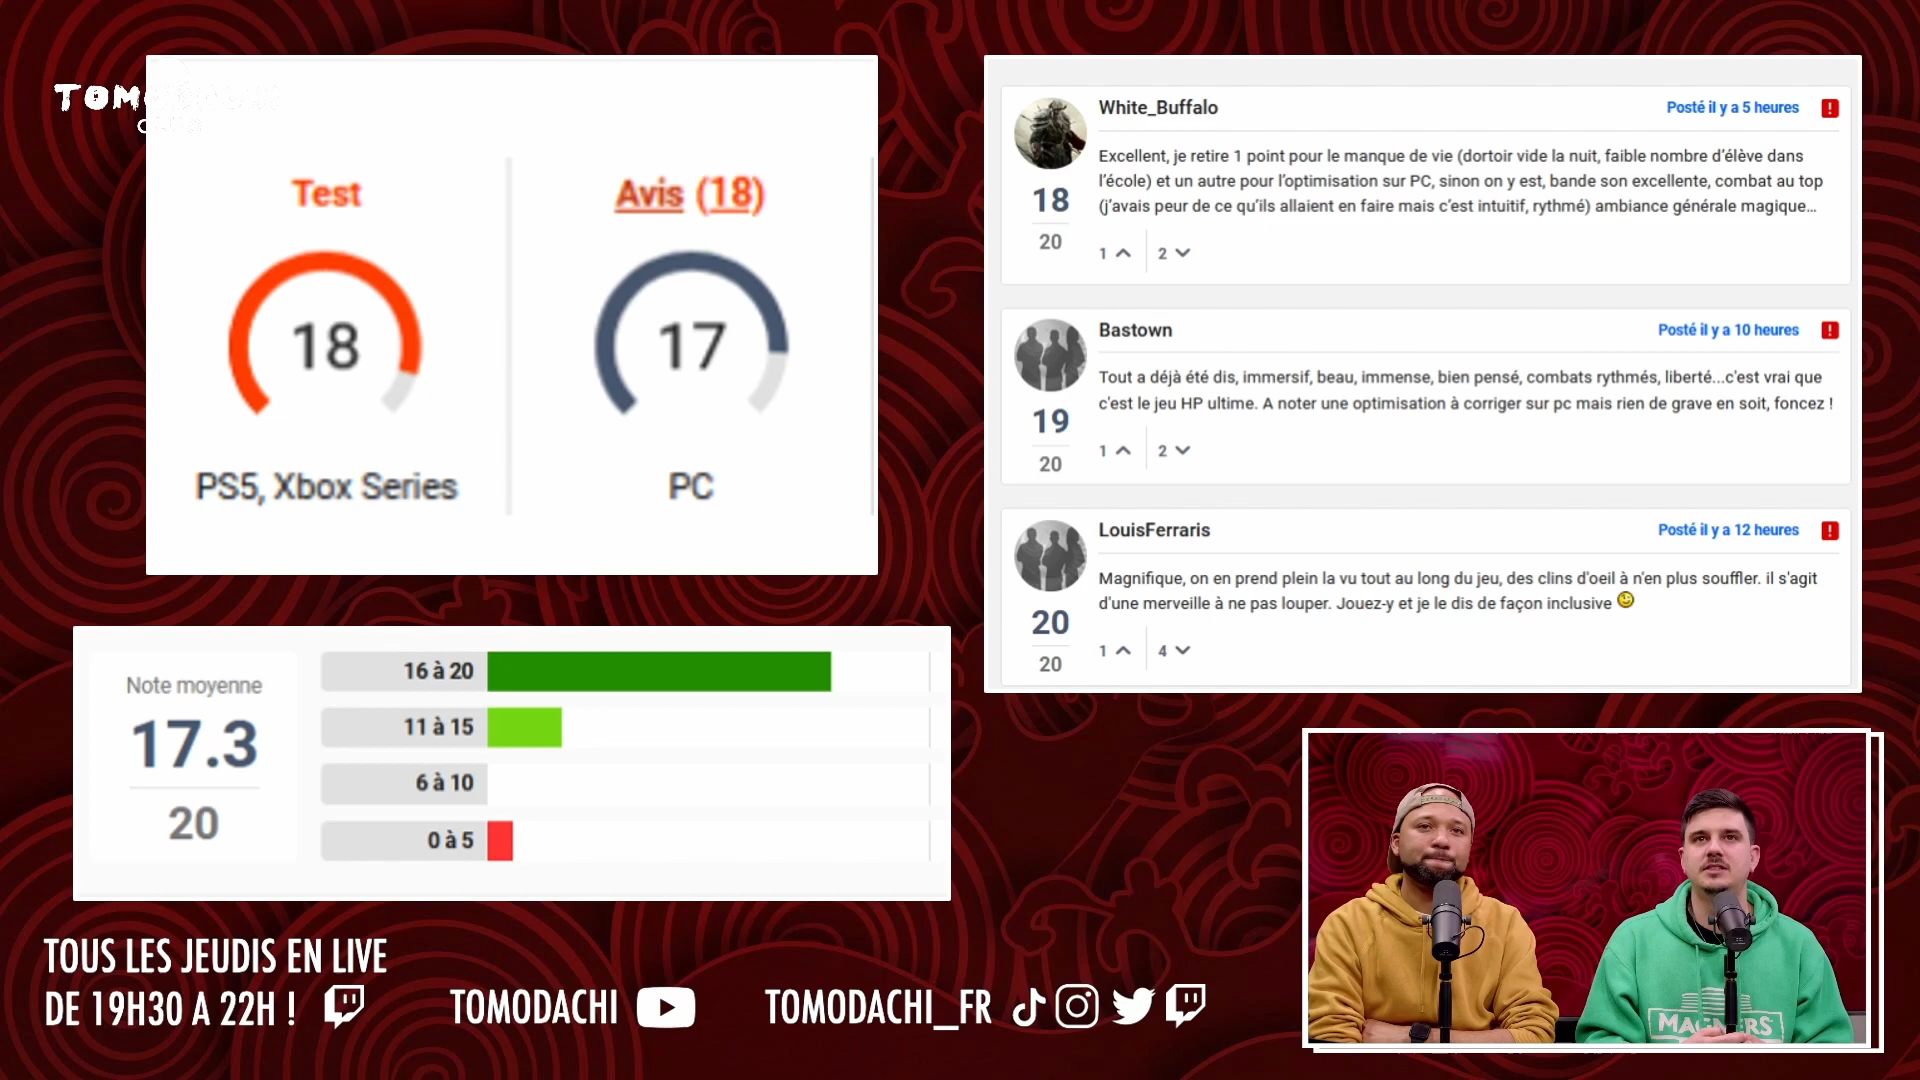 TOMODACHI
CLUB
Test
Avis (18)
18
17
PS5, Xbox Series
PC
Note moyenne
17.3
20
16 à 20
11 à 15
6 à 10
0 à 5
White_Buffalo
Posté il y a 5 heures
Excellent, je retire 1 point pour le manque de vie (dortoir vide la nuit, faible nombre d'élève dans
l'école) et un autre pour l'optimisation sur PC, sinon on y est, bande son excellente, combat au top
(j'avais peur de ce qu'ils allaient en faire mais c'est intuitif, rythmé) ambiance générale magique...
18
20
1
2
Bastown
Posté il y a 10 heures
Tout a déjà été dis, immersif, beau, immense, bien pensé, combats rythmés, liberté...c'est vrai que
c'est le jeu HP ultime. A noter une optimisation à corriger sur pc mais rien de grave en soit, foncez !
19
20
1
2
LouisFerraris
Posté il y a 12 heures
Magnifique, on en prend plein la vu tout au long du jeu, des clins d'oeil à n'en plus souffler. il s'agit
d'une merveille à ne pas louper. Jouez-y et je le dis de façon inclusive
20
20
1
4
MAGNERS
TOUS LES JEUDIS EN LIVE
DE 19H30 A 22H !
TOMODACHI
TOMODACHI_FR